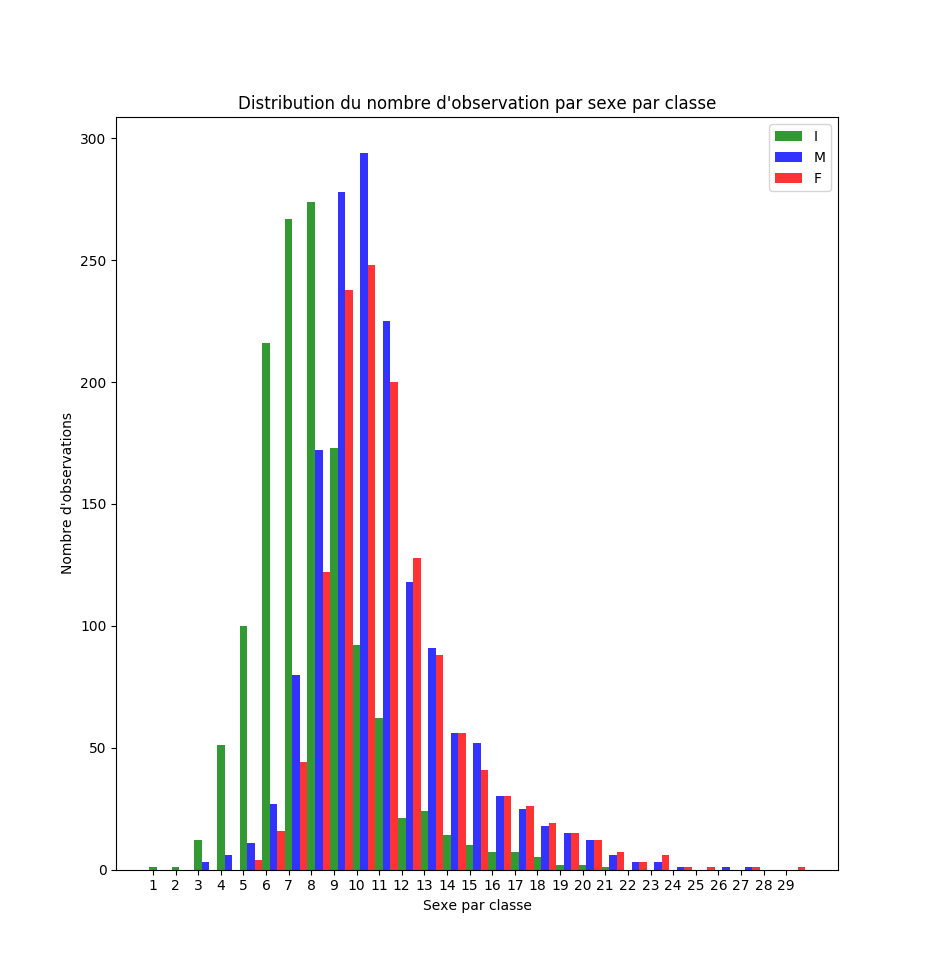 Distribution du nombre d'observation par sexe par classe
I
M
F
300
250
200
150
100
50
0
Nombre d'observations
1 2 3 4 5 6 7 8 9 10 11 12 13 14 15 16 17 18 19 20 21 22 23 24 25 26 27 28 29
Sexe par classe